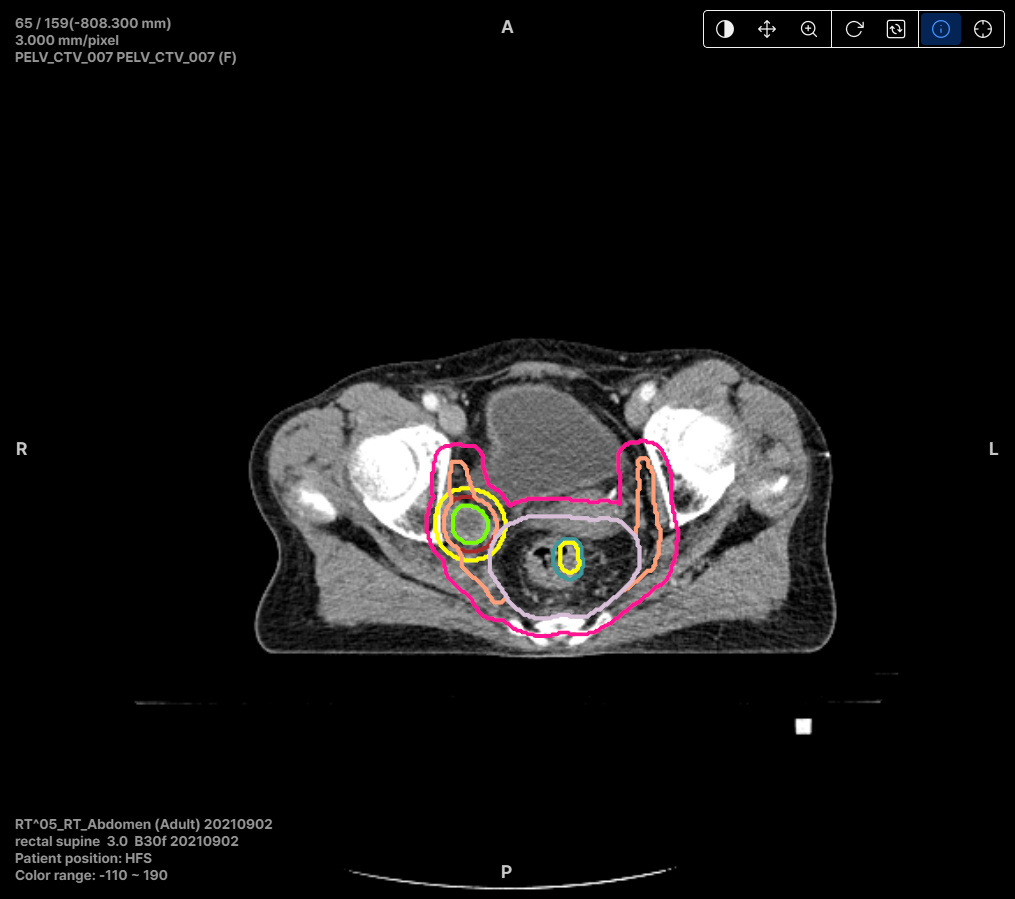 65 / 159(-808.300 mm)
3.000 mm/pixel
PELV_CTV_007 PELV_CTV_007 (F)
A
R
L
RT^05_RT_Abdomen (Adult) 20210902
rectal supine  3.0  B30f 20210902
Patient position: HFS
Color range: -110 ~ 190
P